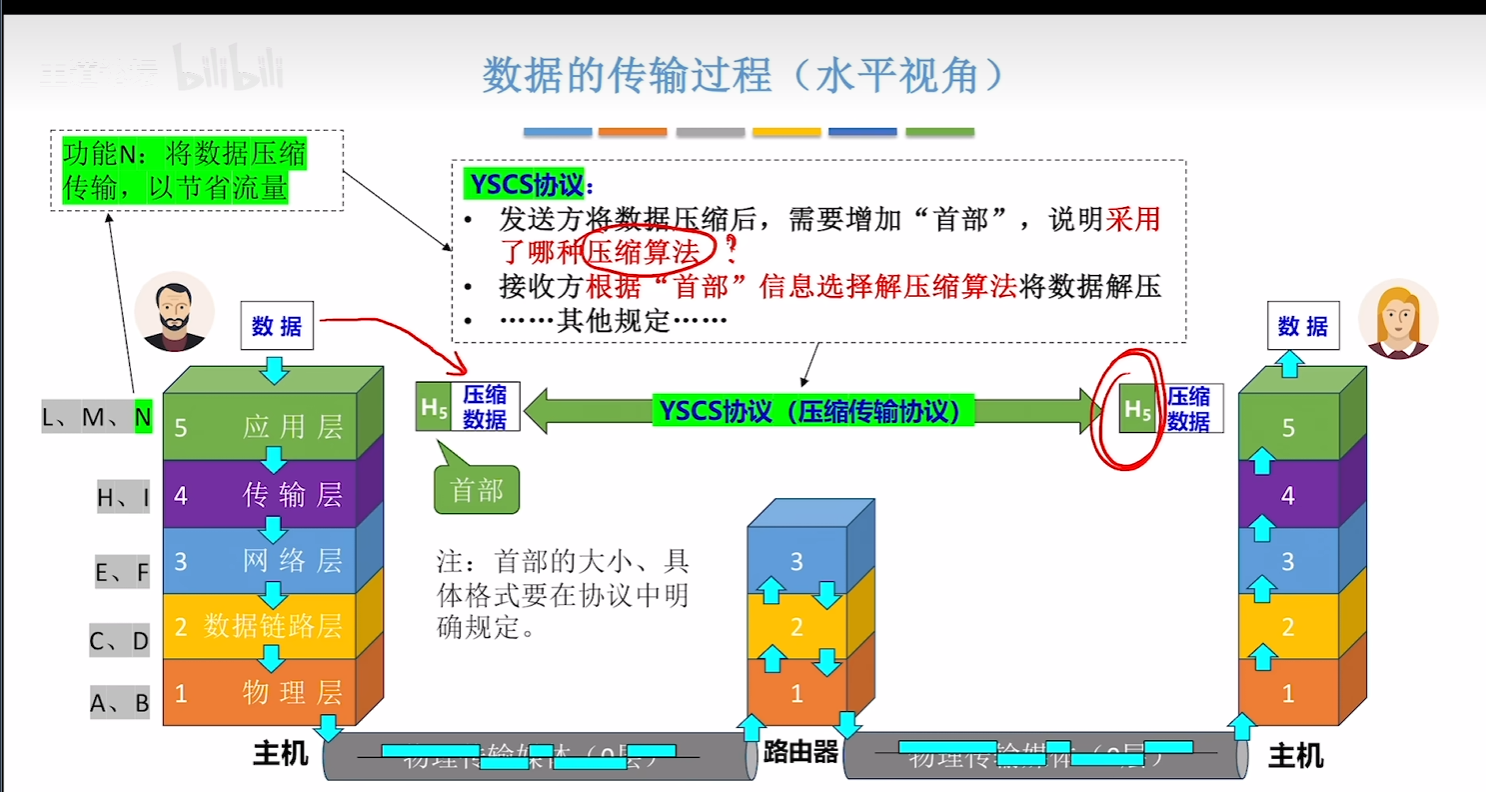 bilibili
数据的传输过程（水平视角）
功能N：将数据压缩
传输，以节省流量
YSCS协议：
• 发送方将数据压缩后，需要增加“首部”，说明采用
了哪种压缩算法 ?
• 接收方根据“首部”信息选择解压缩算法将数据解压
• ……其他规定……
数据
数据
L、M、N
H5
压缩
数据
YSCS协议（压缩传输协议）
H5
压缩
数据
5 应用层
5
首部
H、I
4 传输层
4
E、F
3 网络层
注：首部的大小、具
体格式要在协议中明
确规定。
3
3
C、D
2 数据链路层
2
2
A、B
1 物理层
1
1
主机
物理传输媒体（0层）
路由器
物理传输媒体（0层）
主机